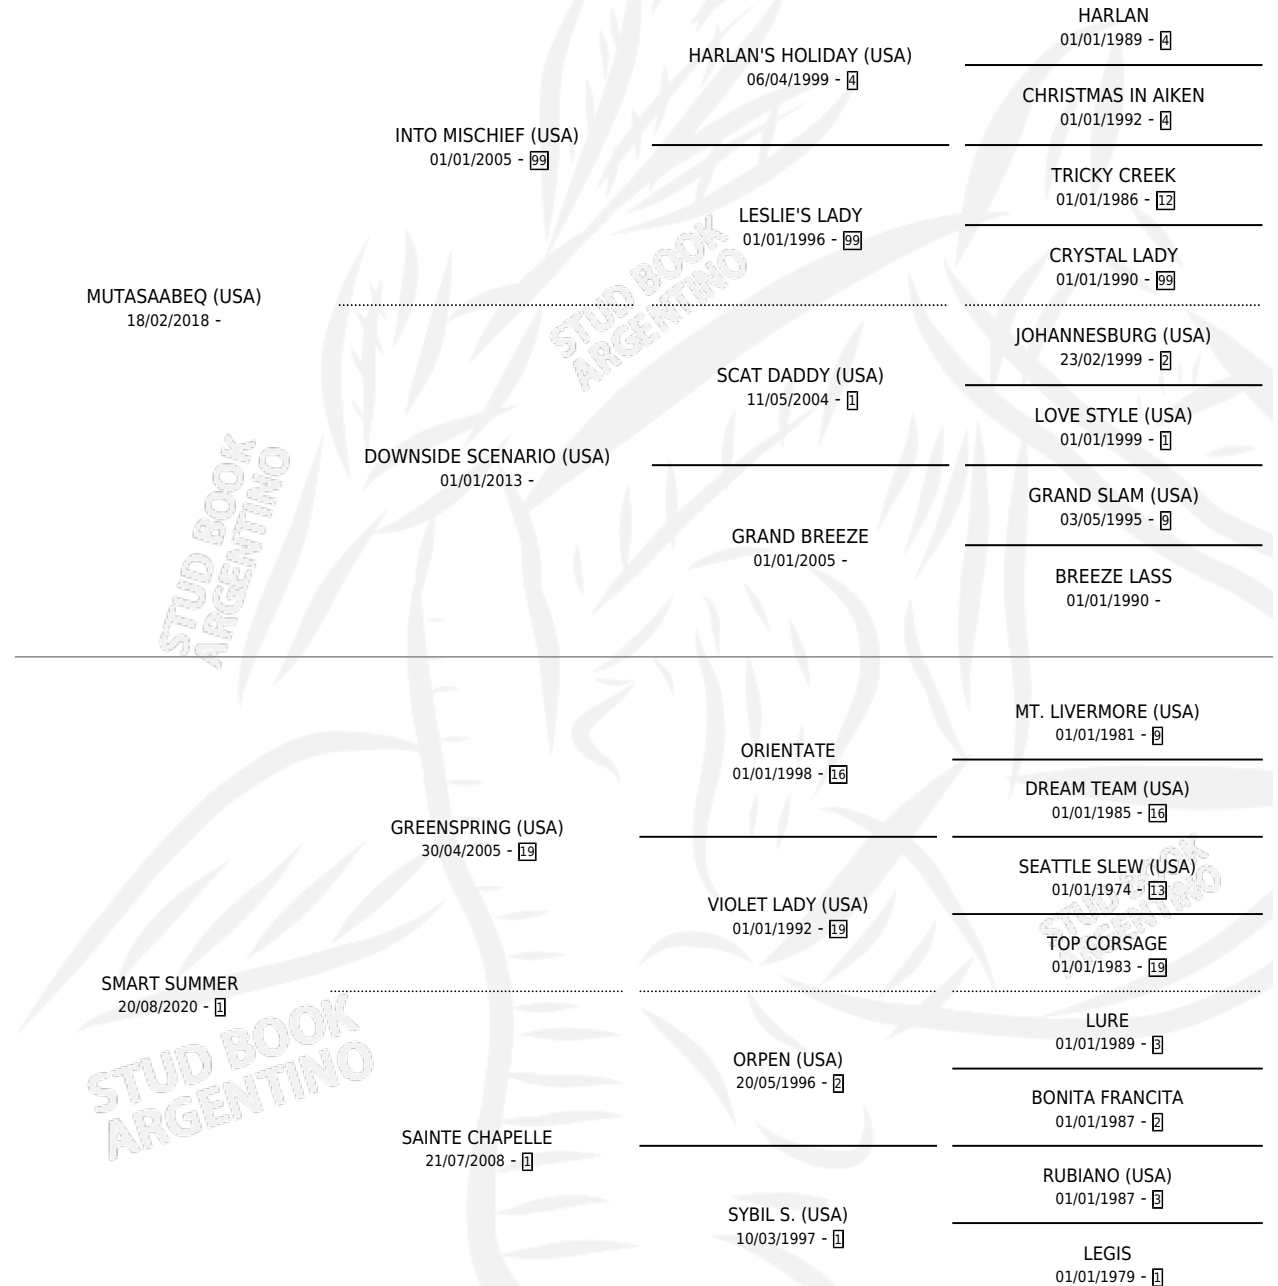 HARLAN
01/01/1989 - 4
HARLAN'S HOLIDAY (USA)
06/04/1999 - 4
CHRISTMAS IN AIKEN
01/01/1992 - 4
INTO MISCHIEF (USA)
01/01/2005 - 99
TRICKY CREEK
01/01/1986 - 12
LESLIE'S LADY
01/01/1996 - 99
CRYSTAL LADY
01/01/1990 - 99
MUTASAABEQ (USA)
18/02/2018 -
STUD BOOK
ARGENTINO
JOHANNESBURG (USA)
23/02/1999 - 2
SCAT DADDY (USA)
11/05/2004 - 1
LOVE STYLE (USA)
01/01/1999 - 1
DOWNSIDE SCENARIO (USA)
01/01/2013 -
GRAND SLAM (USA)
03/05/1995 - 9
GRAND BREEZE
01/01/2005 -
BREEZE LASS
01/01/1990 -
STUD BOOK
ARGENTINO
MT. LIVERMORE (USA)
01/01/1981 - 9
ORIENTATE
01/01/1998 - 16
DREAM TEAM (USA)
01/01/1985 - 16
GREENSPRING (USA)
30/04/2005 - 19
SEATTLE SLEW (USA)
01/01/1974 - 13
VIOLET LADY (USA)
01/01/1992 - 19
STUD BOOK
ARGENTINO
TOP CORSAGE
01/01/1983 - 19
SMART SUMMER
20/08/2020 - 1
STUD BOOK
ARGENTINO
LURE
01/01/1989 - 3
ORPEN (USA)
20/05/1996 - 2
BONITA FRANCITA
01/01/1987 - 2
SAINTE CHAPELLE
21/07/2008 - 1
RUBIANO (USA)
01/01/1987 - 3
SYBIL S. (USA)
10/03/1997 - 1
LEGIS
01/01/1979 - 1